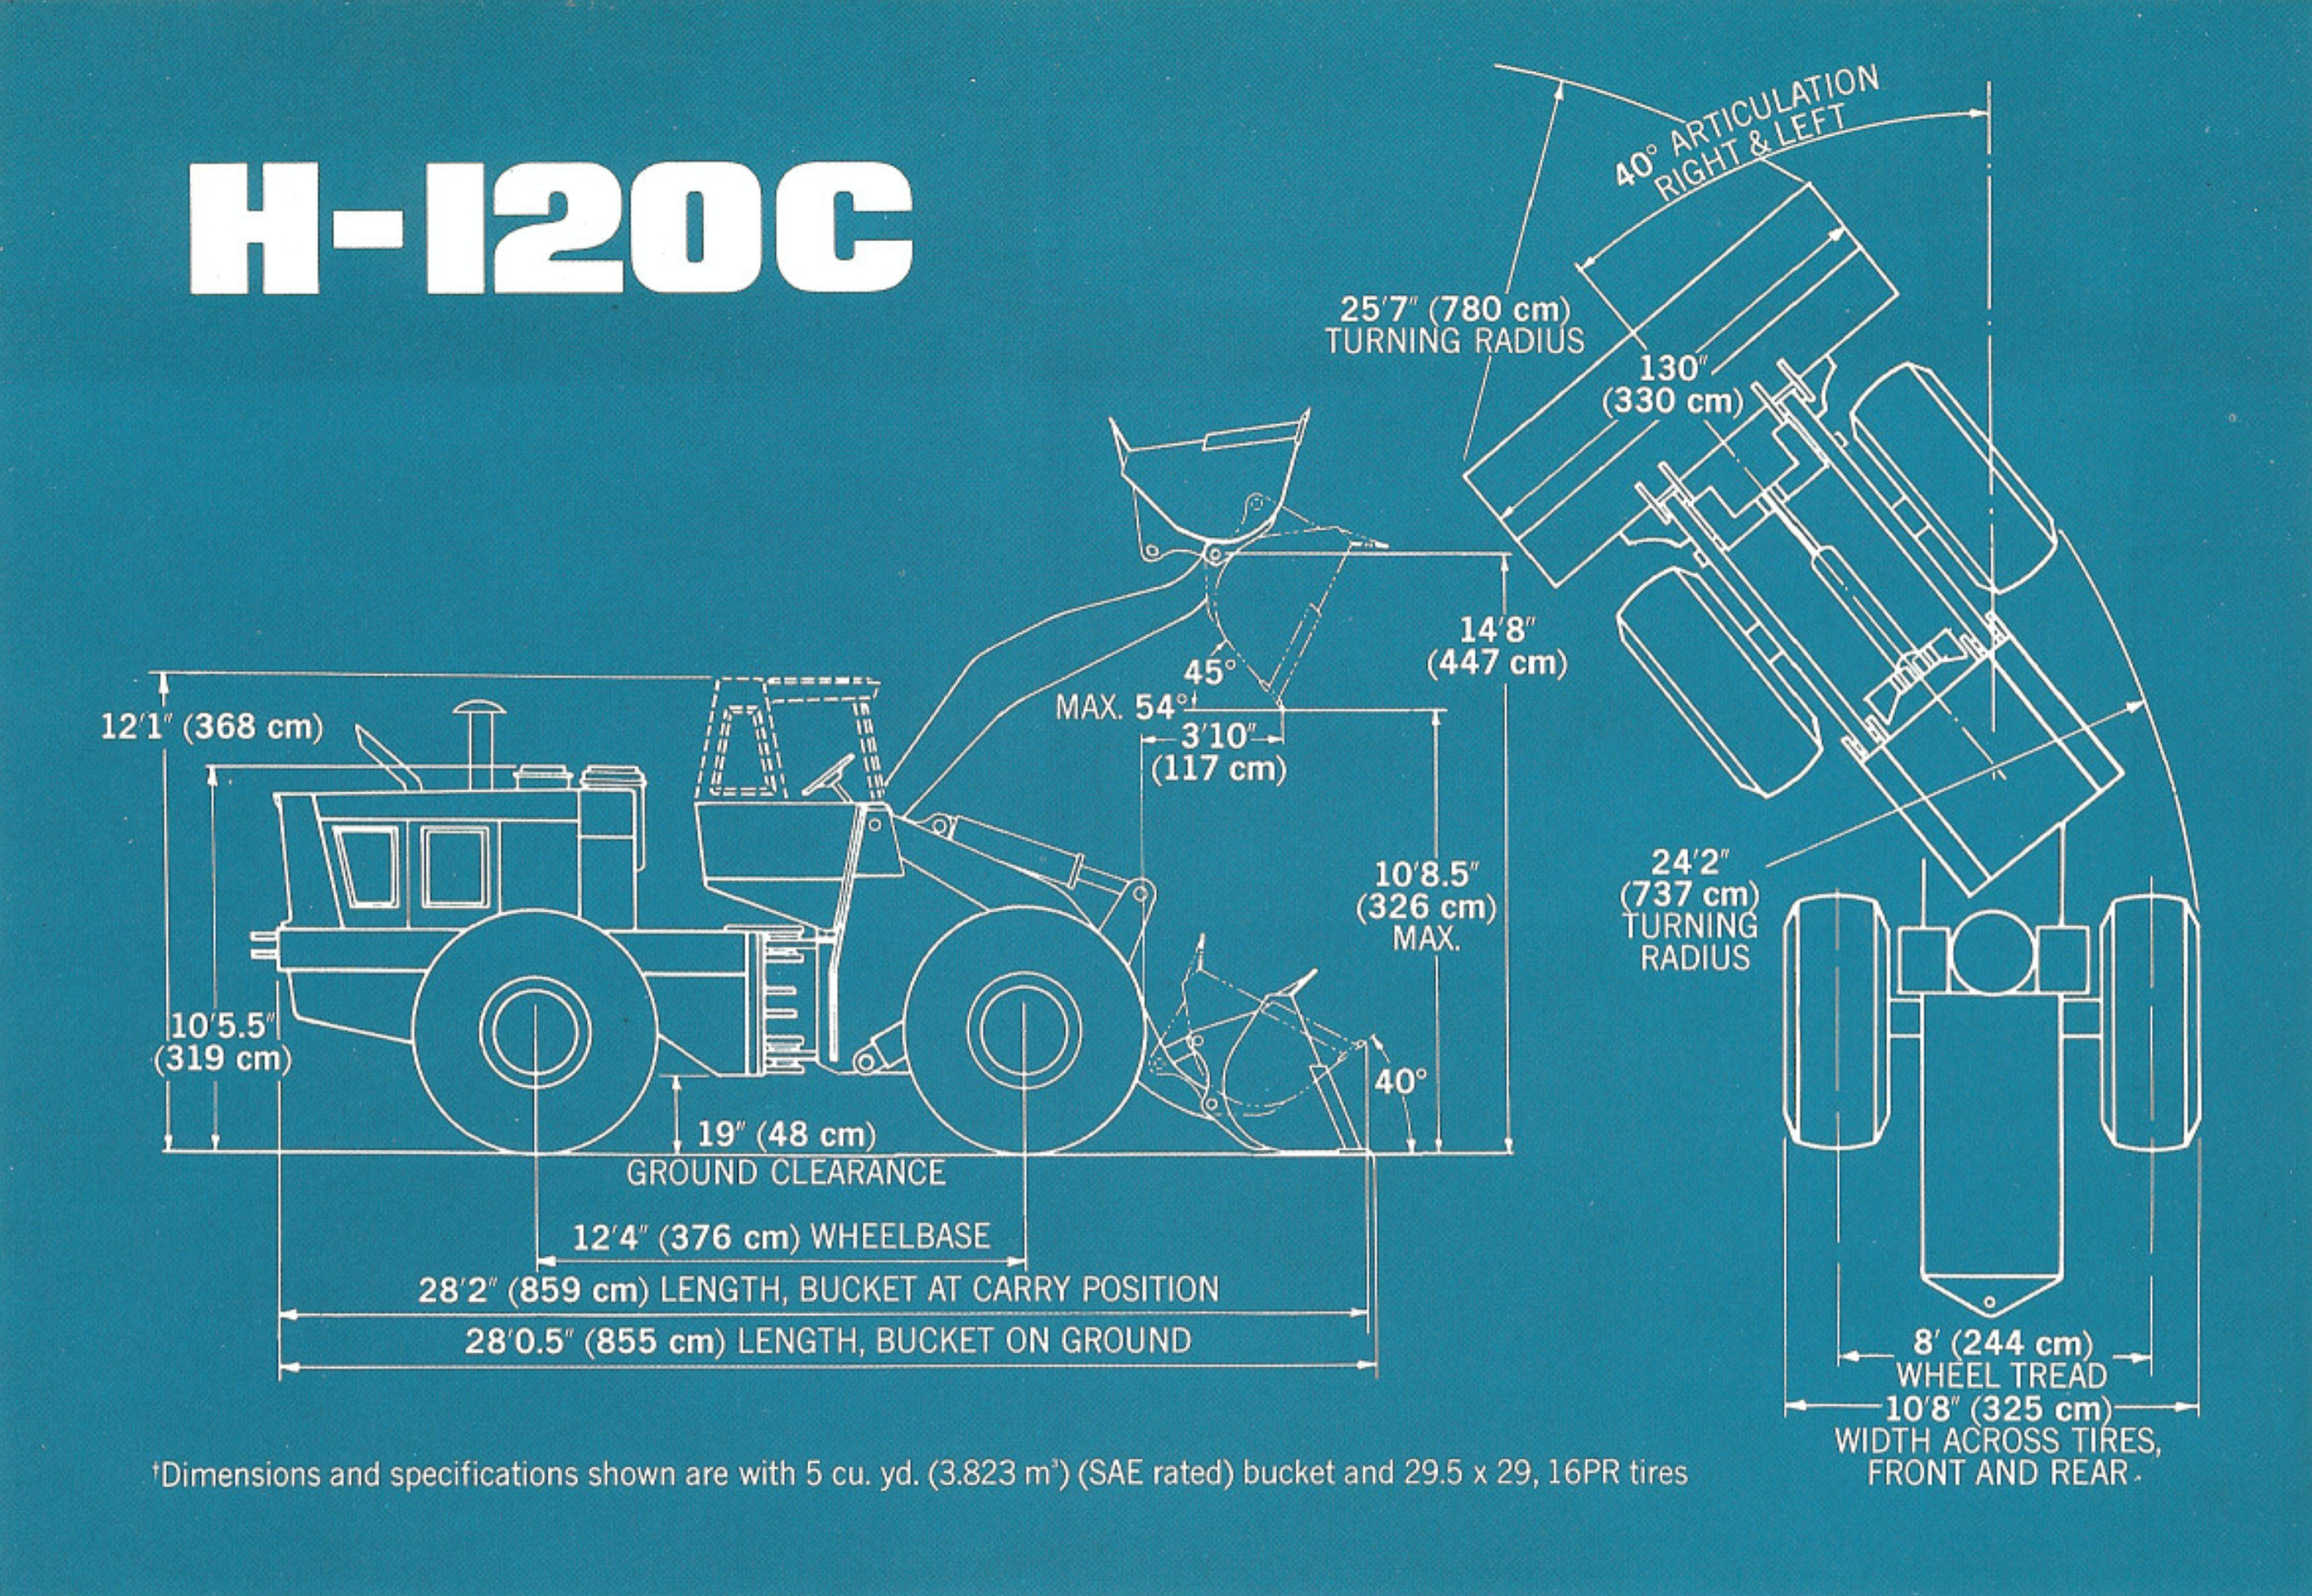 H-120C
40° ARTICULATION
RIGHT & LEFT
25'7" (780 cm)
TURNING RADIUS
130"
(330 cm)
14'8"
(447 cm)
45°
MAX. 54°
3'10"
(117 cm)
12'1" (368 cm)
10'8.5"
(326 cm)
MAX.
24'2"
(737 cm)
TURNING
RADIUS
10'5.5"
(319 cm)
40°
19" (48 cm)
GROUND CLEARANCE
12'4" (376 cm) WHEELBASE
28'2" (859 cm) LENGTH, BUCKET AT CARRY POSITION
28'0.5" (855 cm) LENGTH, BUCKET ON GROUND
8' (244 cm)
WHEEL TREAD
10'8" (325 cm)
WIDTH ACROSS TIRES,
FRONT AND REAR
†Dimensions and specifications shown are with 5 cu. yd. (3.823 m³) (SAE rated) bucket and 29.5 x 29, 16PR tires